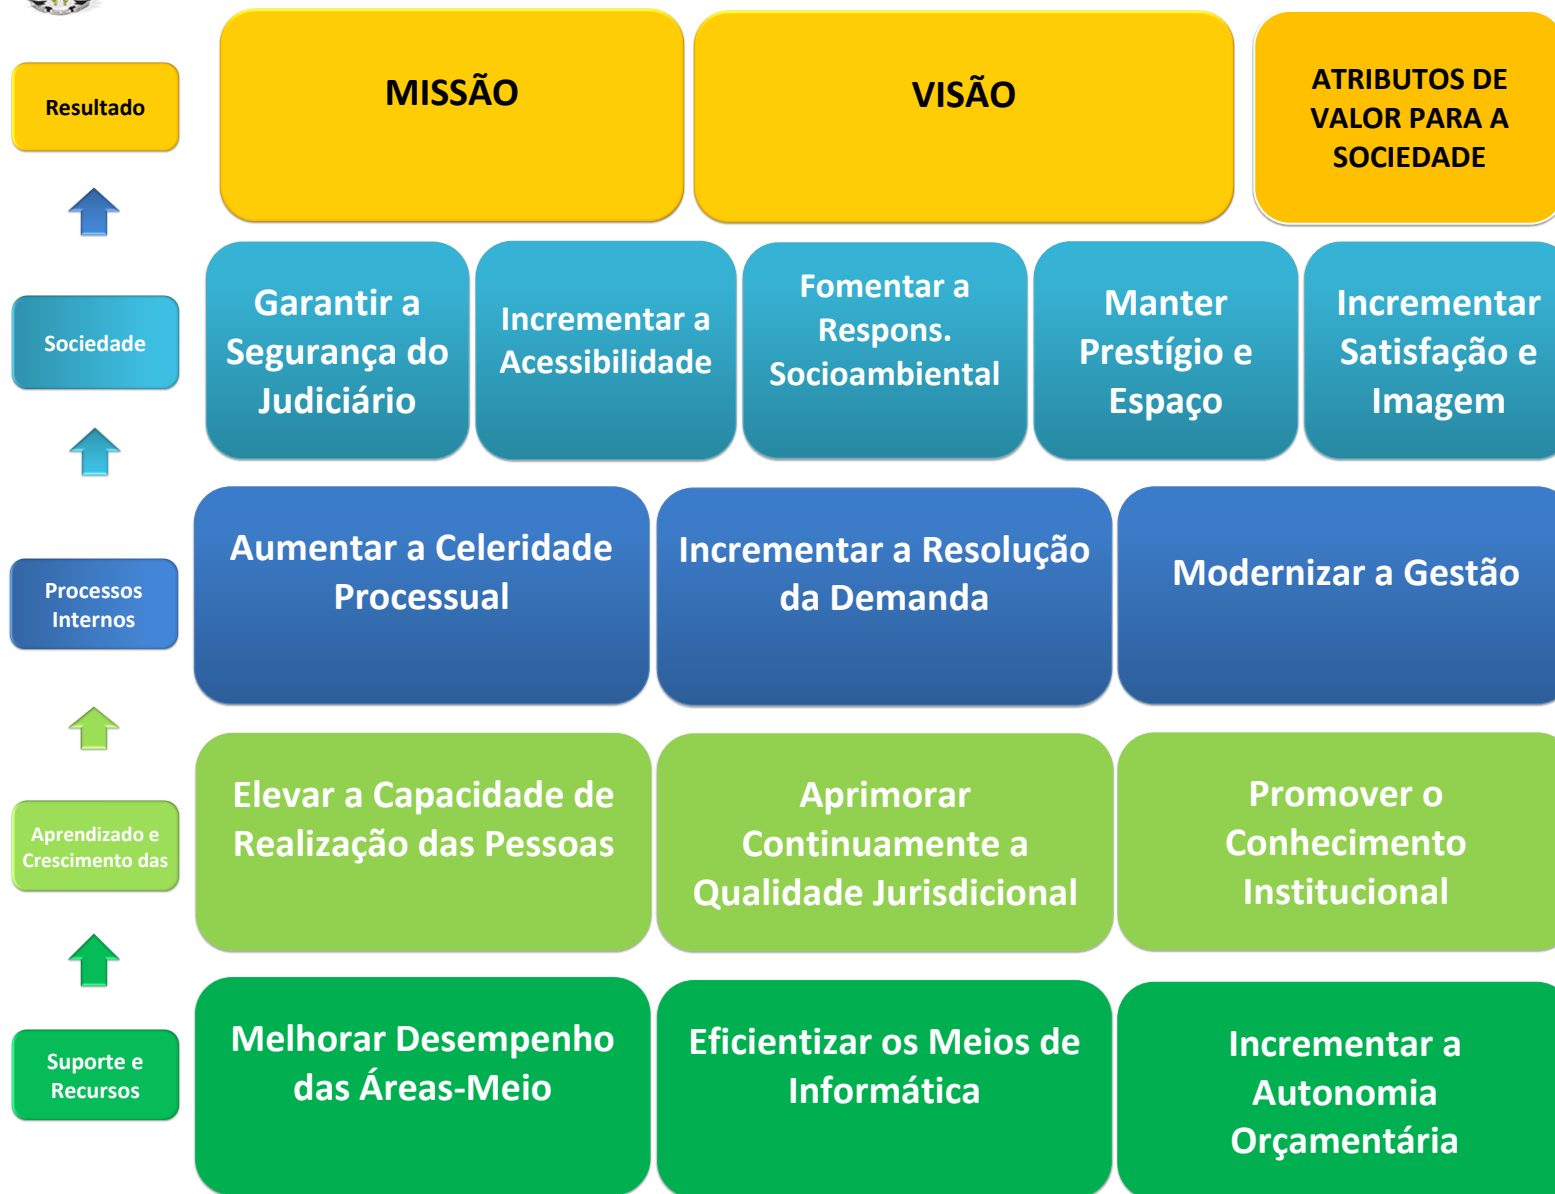 Resultado
MISSÃO
VISÃO
ATRIBUTOS DE
VALOR PARA A
SOCIEDADE
Sociedade
Garantir a
Segurança do
Judiciário
Incrementar a
Acessibilidade
Fomentar a
Respons.
Socioambiental
Manter
Prestígio e
Espaço
Incrementar
Satisfação e
Imagem
Processos
Internos
Aumentar a Celeridade
Processual
Incrementar a Resolução
da Demanda
Modernizar a Gestão
Aprendizado e
Crescimento das
Elevar a Capacidade de
Realização das Pessoas
Aprimorar
Continuamente a
Qualidade Jurisdicional
Promover o
Conhecimento
Institucional
Suporte e
Recursos
Melhorar Desempenho
das Áreas-Meio
Eficientizar os Meios de
Informática
Incrementar a
Autonomia
Orçamentária